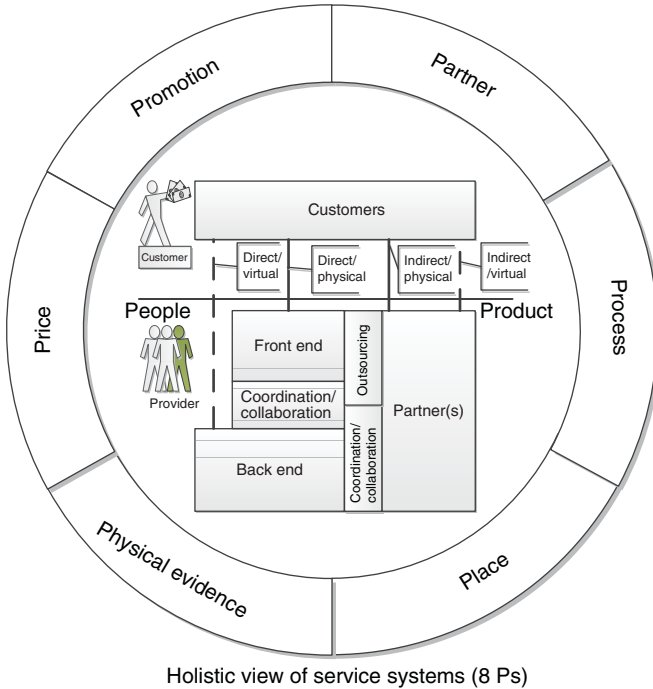 Promotion
Partner
Customers
Customer
Direct/
virtual
Direct/
physical
Indirect/
physical
Indirect
/virtual
People
Product
Price
Process
Provider
Front end
Outsourcing
Coordination/
collaboration
Partner(s)
Back end
Coordination/
collaboration
Physical evidence
Place
Holistic view of service systems (8 Ps)